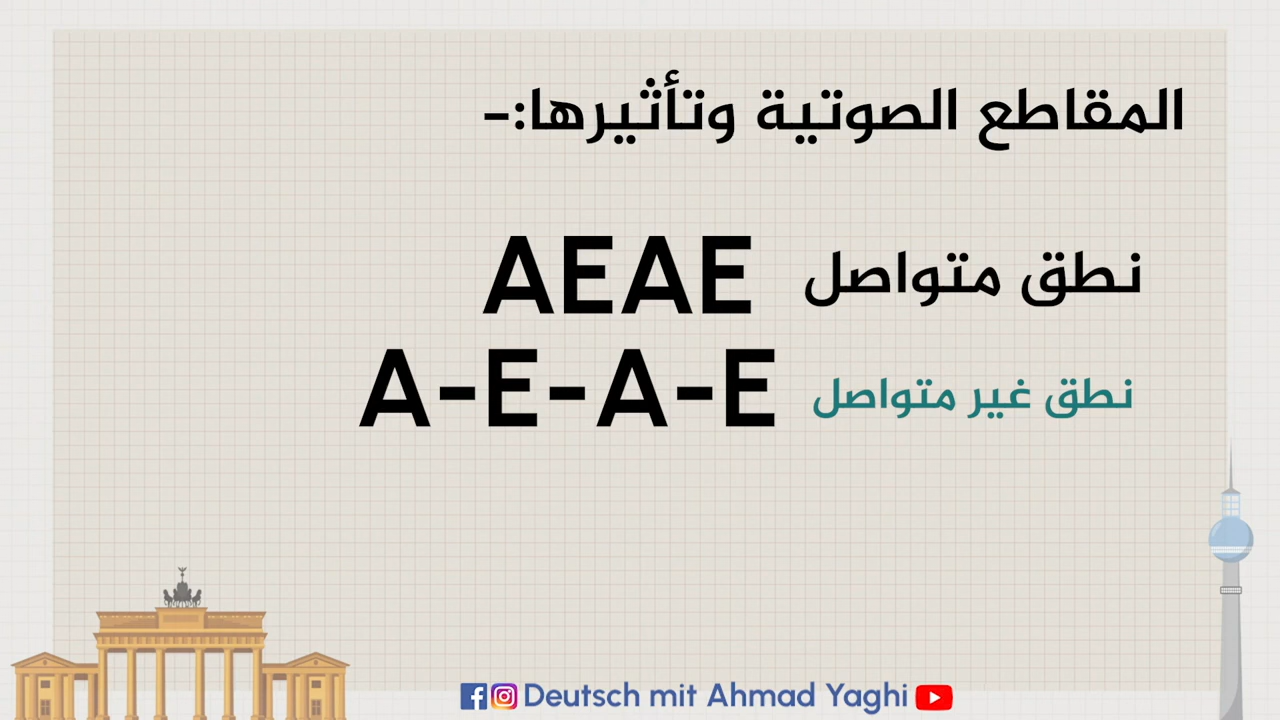 المقاطع الصوتية وتأثيرها:-
نطق متواصل AEAE
نطق غير متواصل A-E-A-E
Deutsch mit Ahmad Yaghi